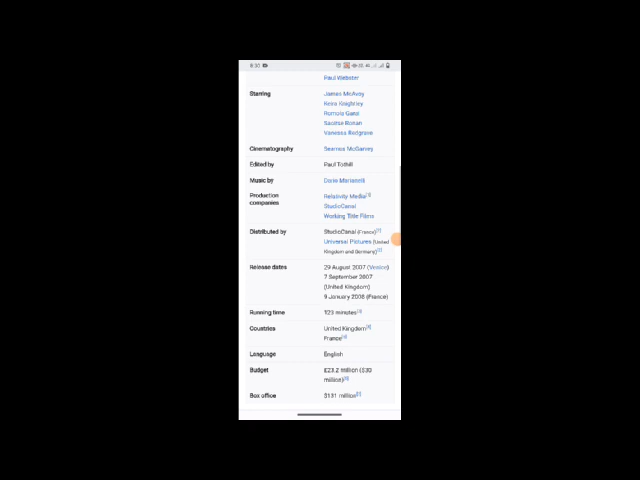 8:30
Paul Webster
Starring James McAvoy
Keira Knightley
Romola Garai
Saoirse Ronan
Vanessa Redgrave
Cinematography Seamus McGarvey
Edited by Paul Tothill
Music by Dario Marianelli
Production companies Relativity Media
StudioCanal
Working Title Films
Distributed by StudioCanal (France)
Universal Pictures (United
Kingdom and Germany)
Release dates 29 August 2007 (Venice)
7 September 2007
(United Kingdom)
9 January 2008 (France)
Running time 123 minutes
Countries United Kingdom
France
Language English
Budget £23.2 million ($30
million)
Box office $131 million